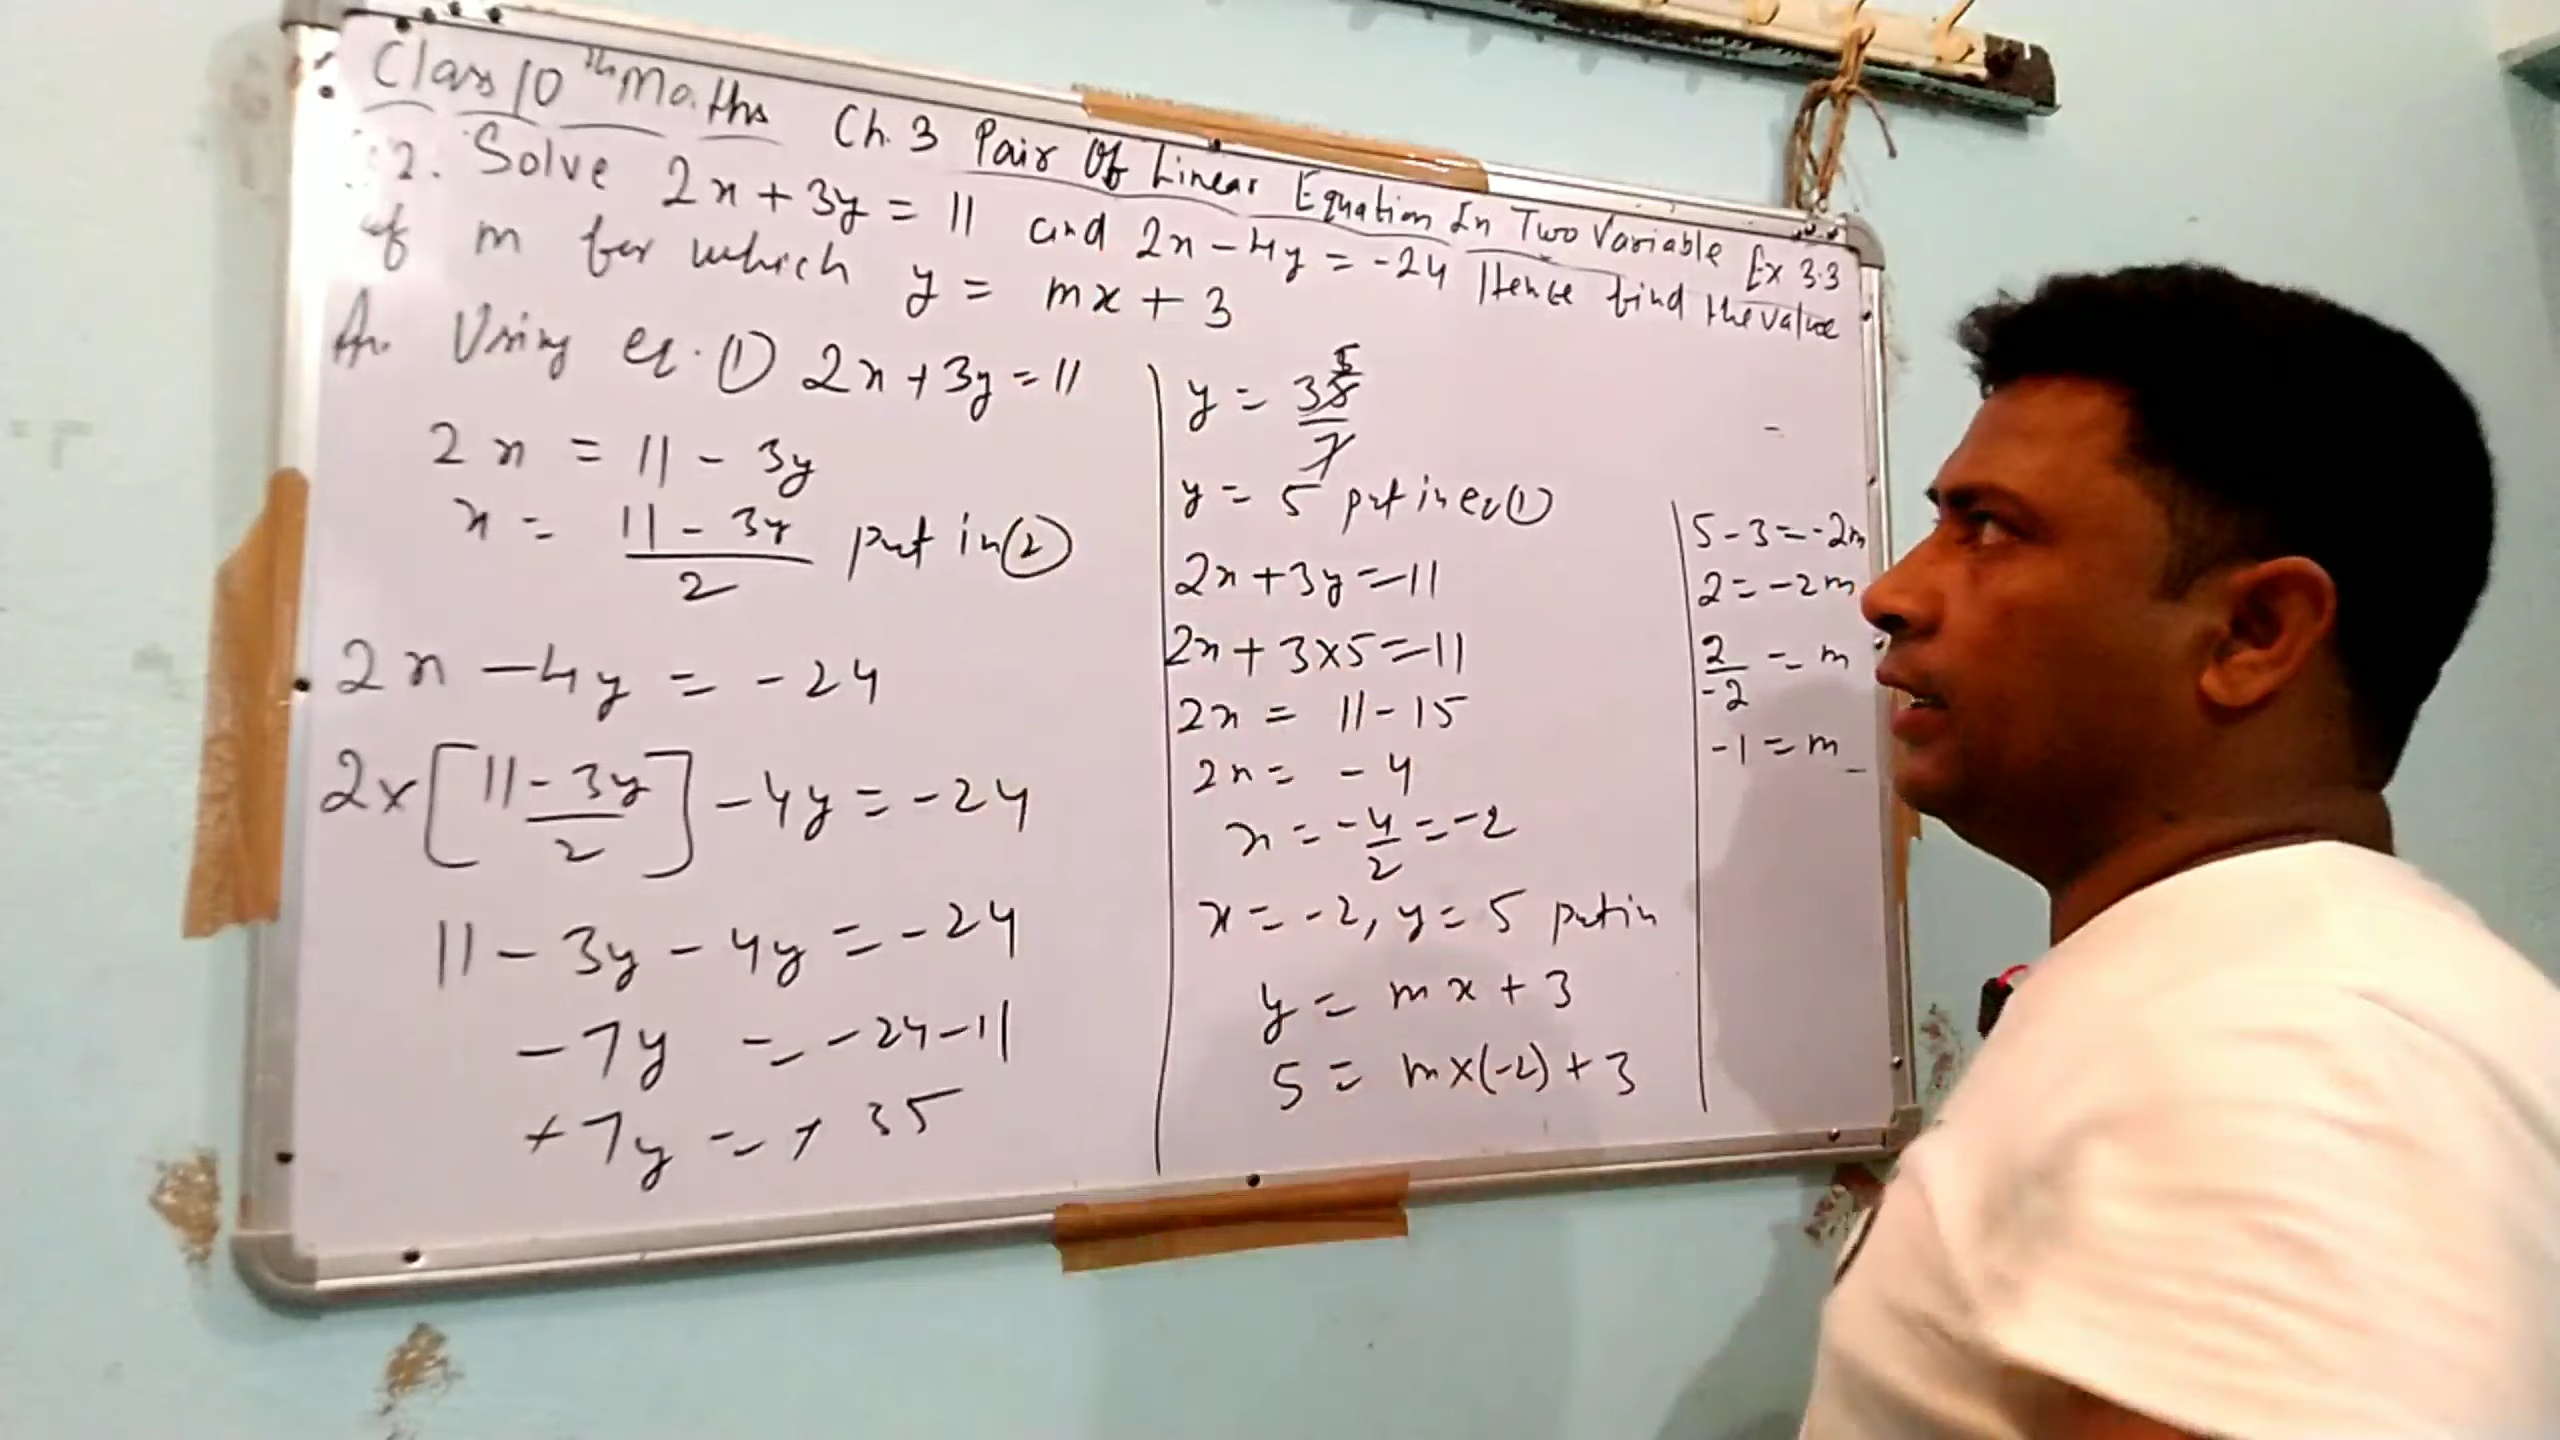 Class 10th Maths Ch. 3 Pair Of Linear Equation In Two Variable Ex 3.3
2. Solve 2x + 3y = 11 and 2x - 4y = -24 Hence find the value
of m for which y = mx + 3
An Using eq. ① 2x + 3y = 11
2x = 11 - 3y
x = 11 - 3y / 2 put in ②
2x - 4y = -24
2x [11 - 3y / 2] - 4y = -24
11 - 3y - 4y = -24
-7y = -24 - 11
+7y = +35
y = 35 / 7 5
y = 5 put in eq ①
2x + 3y = 11
2x + 3x5 = 11
2x = 11 - 15
2x = -4
x = -4/2 = -2
x = -2, y = 5 put in
y = mx + 3
5 = mx(-2) + 3
5 - 3 = -2m
2 = -2m
2 / -2 = m
-1 = m